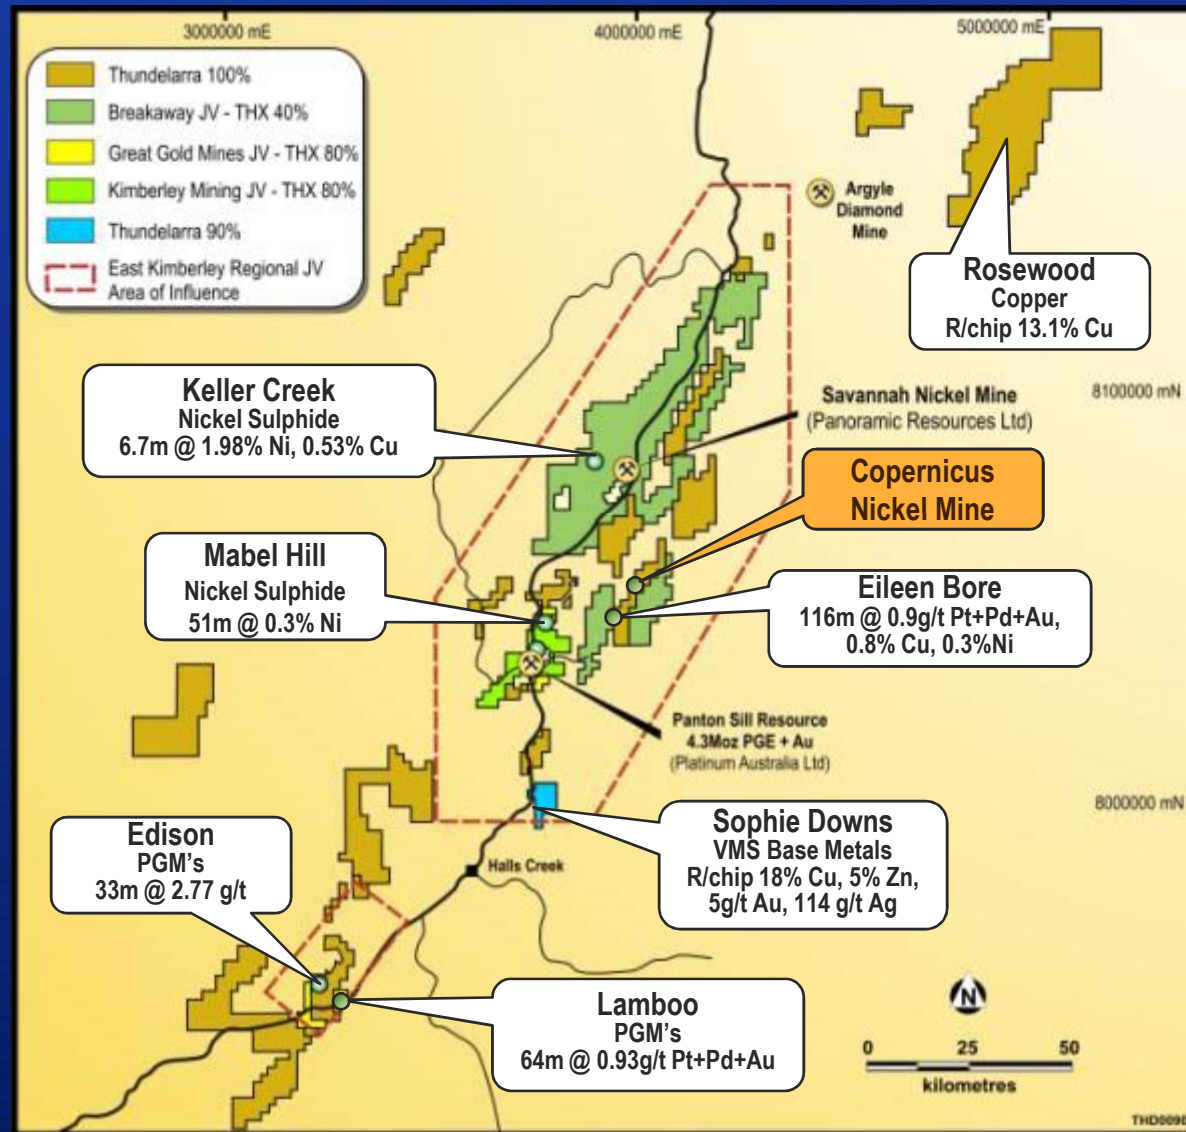 3000000 mE
4000000 mE
5000000 mE
Thundelarra 100%
Breakaway JV - THX 40%
Great Gold Mines JV - THX 80%
Kimberley Mining JV - THX 80%
Thundelarra 90%
East Kimberley Regional JV
Area of Influence
Argyle
Diamond
Mine
Rosewood
Copper
R/chip 13.1% Cu
Keller Creek
Nickel Sulphide
6.7m @ 1.98% Ni, 0.53% Cu
Savannah Nickel Mine
(Panoramic Resources Ltd)
8100000 mN
Copernicus
Nickel Mine
Mabel Hill
Nickel Sulphide
51m @ 0.3% Ni
Eileen Bore
116m @ 0.9g/t Pt+Pd+Au,
0.8% Cu, 0.3%Ni
Panton Sill Resource
4.3Moz PGE + Au
(Platinum Australia Ltd)
8000000 mN
Edison
PGM's
33m @ 2.77 g/t
Halls Creek
Sophie Downs
VMS Base Metals
R/chip 18% Cu, 5% Zn,
5g/t Au, 114 g/t Ag
Lamboo
PGM's
64m @ 0.93g/t Pt+Pd+Au
N
0 25 50
kilometres